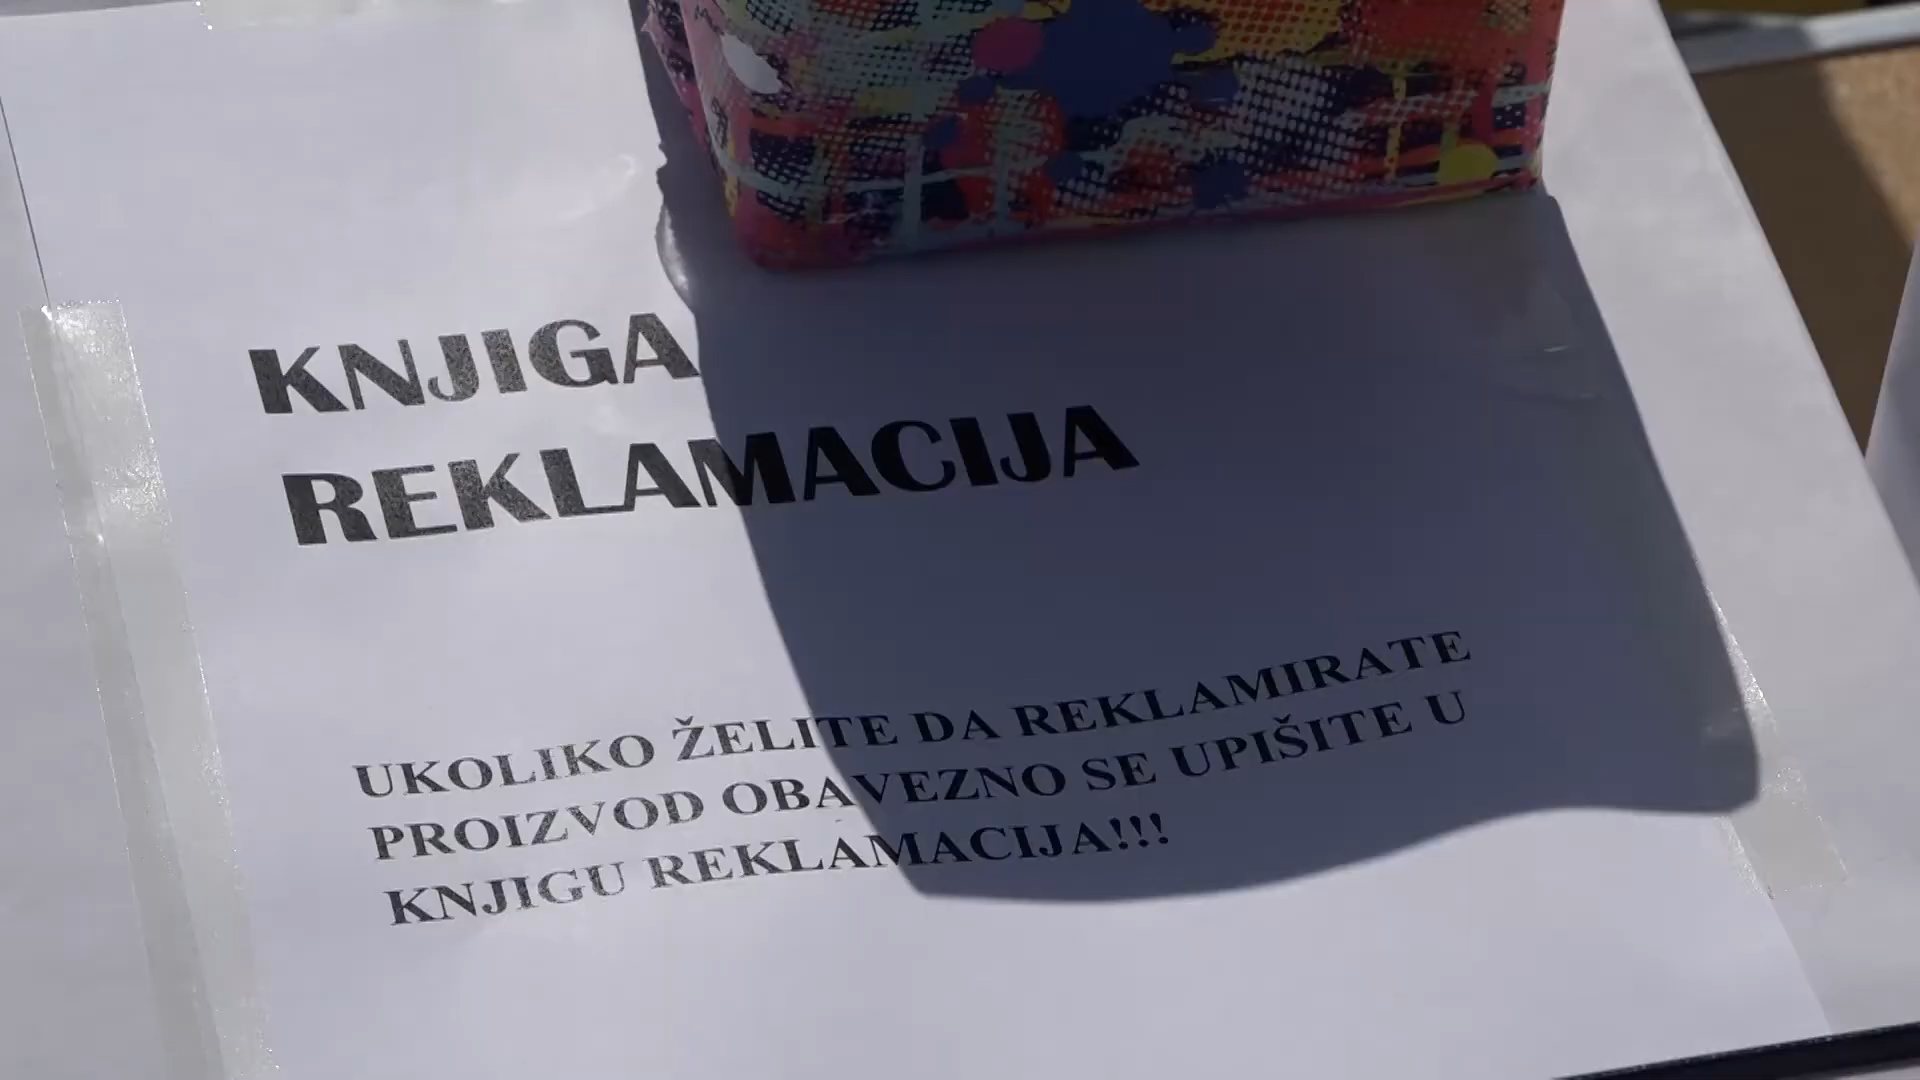 KNJIGA
REKLAMACIJA
UKOLIKO ŽELITE DA REKLAMIRATE
PROIZVOD OBAVEZNO SE UPIŠITE U
KNJIGU REKLAMACIJA!!!